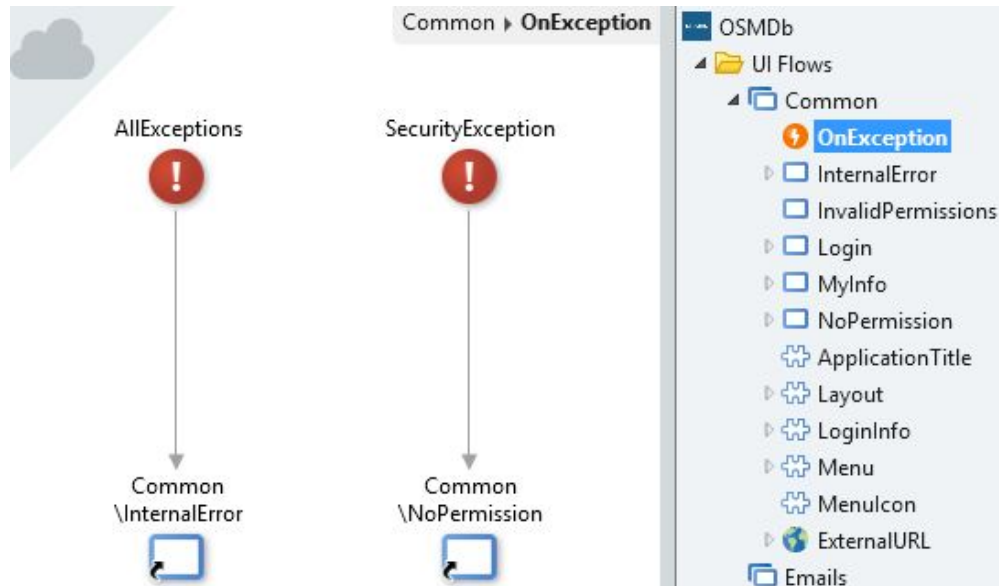 Common ▸ OnException
AllExceptions
SecurityException
!
!
Common
\InternalError
Common
\NoPermission
OSMDb
UI Flows
Common
OnException
InternalError
InvalidPermissions
Login
MyInfo
NoPermission
ApplicationTitle
Layout
LoginInfo
Menu
MenuIcon
ExternalURL
Emails